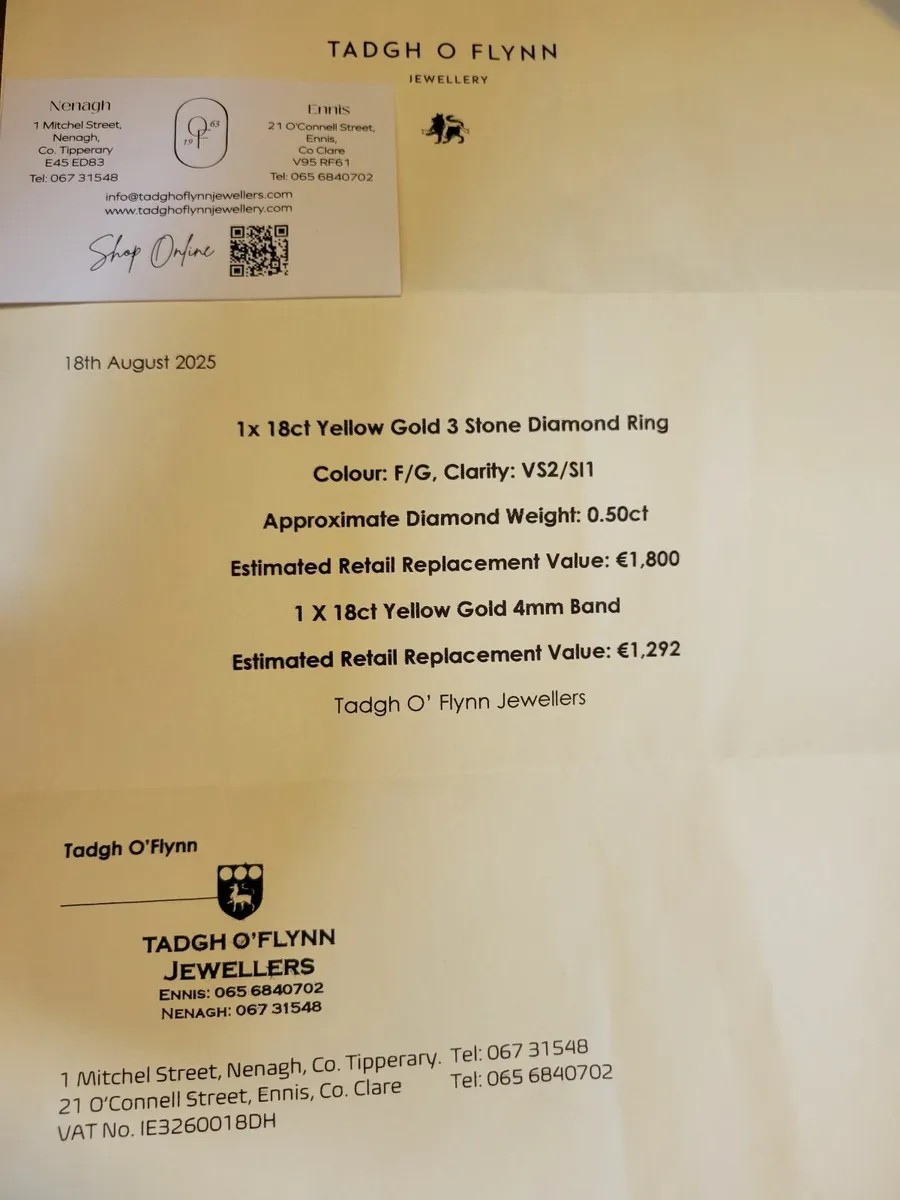 TADGH O FLYNN
JEWELLERY
Nenagh
1 Mitchel Street,
Nenagh,
Co. Tipperary
E45 ED83
Tel: 067 31548
19 OF 63
Ennis
21 O'Connell Street,
Ennis,
Co Clare
V95 RF61
Tel: 065 6840702
info@tadghoflynnjewellers.com
www.tadghoflynnjewellery.com
Shop Online
18th August 2025
1x 18ct Yellow Gold 3 Stone Diamond Ring
Colour: F/G, Clarity: VS2/SI1
Approximate Diamond Weight: 0.50ct
Estimated Retail Replacement Value: €1,800
1 X 18ct Yellow Gold 4mm Band
Estimated Retail Replacement Value: €1,292
Tadgh O' Flynn Jewellers
Tadgh O'Flynn
TADGH O'FLYNN
JEWELLERS
ENNIS: 065 6840702
NENAGH: 067 31548
1 Mitchel Street, Nenagh, Co. Tipperary. Tel: 067 31548
21 O'Connell Street, Ennis, Co. Clare Tel: 065 6840702
VAT No. IE3260018DH